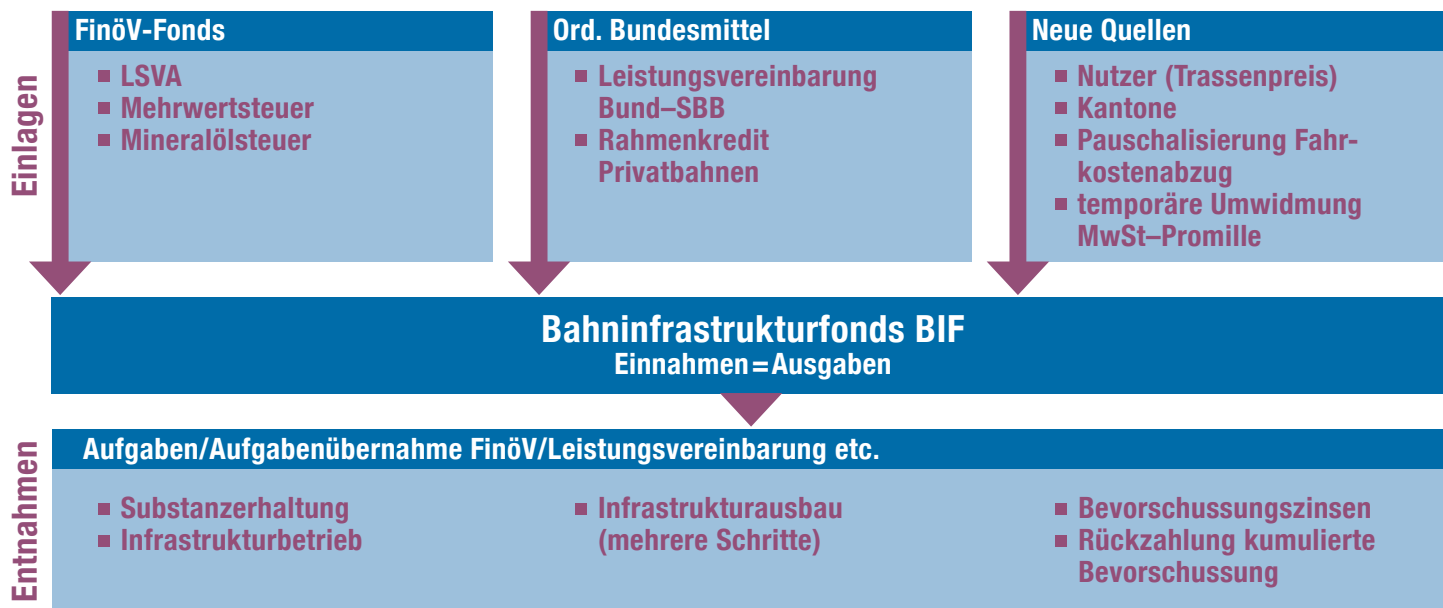 Einlagen
FinöV-Fonds
■ LSVA
■ Mehrwertsteuer
■ Mineralölsteuer
Ord. Bundesmittel
■ Leistungsvereinbarung
Bund–SBB
■ Rahmenkredit
Privatbahnen
Neue Quellen
■ Nutzer (Trassenpreis)
■ Kantone
■ Pauschalisierung Fahr-
kostenabzug
■ temporäre Umwidmung
MwSt–Promille
Bahninfrastrukturfonds BIF
Einnahmen=Ausgaben
Entnahmen
Aufgaben/Aufgabenübernahme FinöV/Leistungsvereinbarung etc.
■ Substanzerhaltung
■ Infrastrukturbetrieb
■ Infrastrukturausbau
(mehrere Schritte)
■ Bevorschussungszinsen
■ Rückzahlung kumulierte
Bevorschussung